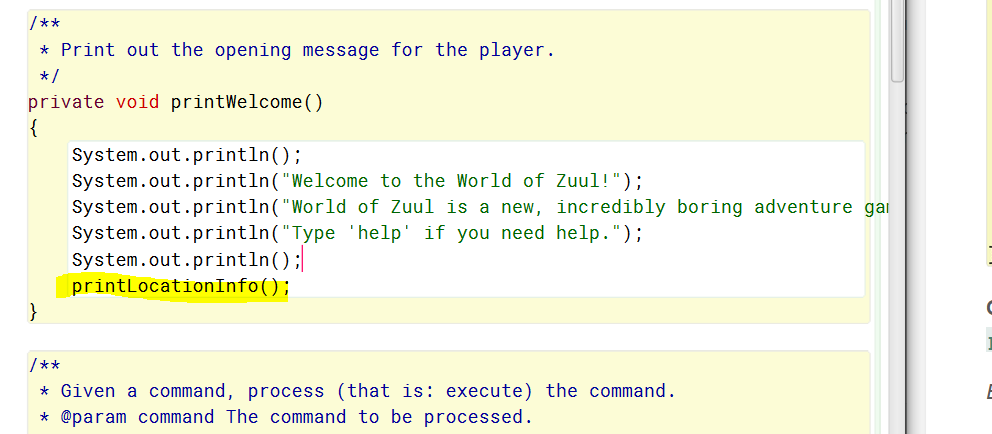 /**
 * Print out the opening message for the player.
 */
private void printWelcome()
{
    System.out.println();
    System.out.println("Welcome to the World of Zuul!");
    System.out.println("World of Zuul is a new, incredibly boring adventure
    System.out.println("Type 'help' if you need help.");
    System.out.println();
    printLocationInfo();
}
/**
 * Given a command, process (that is: execute) the command.
 * @param command The command to be processed.